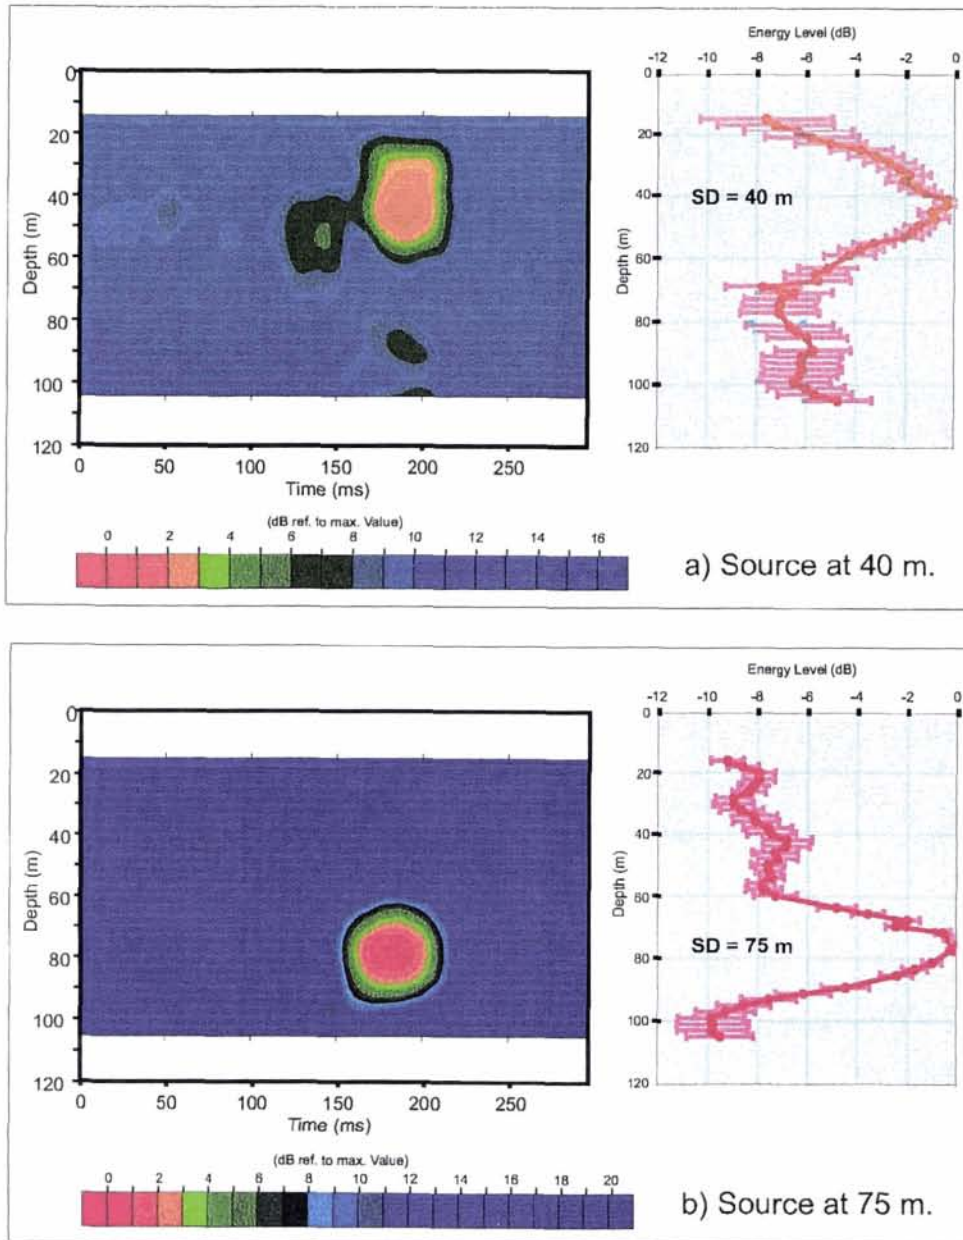 Energy Level (dB)
-12 -10 -8 -6 -4 -2 0
0
20
40
60
80
100
120
Depth (m)
0 50 100 150 200 250
Time (ms)
0
20
40
60
80
100
120
Depth (m)
SD = 40 m
(dB ref. to max. Value)
0 2 4 6 8 10 12 14 16
a) Source at 40 m.
Energy Level (dB)
-12 -10 -8 -6 -4 -2 0
0
20
40
60
80
100
120
Depth (m)
0 50 100 150 200 250
Time (ms)
0
20
40
60
80
100
120
Depth (m)
SD = 75 m
(dB ref. to max. Value)
0 2 4 6 8 10 12 14 16 18 20
b) Source at 75 m.